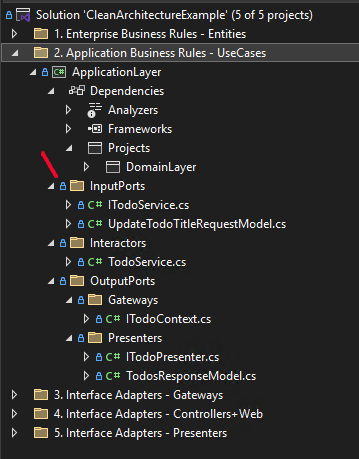 Solution 'CleanArchitectureExample' (5 of 5 projects)
1. Enterprise Business Rules - Entities
2. Application Business Rules - UseCases
C# ApplicationLayer
Dependencies
Analyzers
Frameworks
Projects
DomainLayer
InputPorts
C# ITodoService.cs
C# UpdateTodoTitleRequestModel.cs
Interactors
C# TodoService.cs
OutputPorts
Gateways
C# ITodoContext.cs
Presenters
C# ITodoPresenter.cs
C# TodosResponseModel.cs
3. Interface Adapters - Gateways
4. Interface Adapters - Controllers+Web
5. Interface Adapters - Presenters